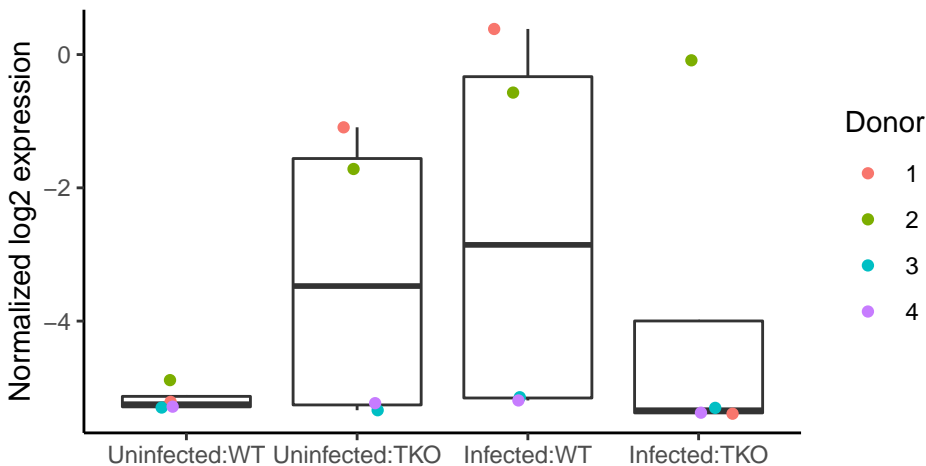 Normalized log2 expression
0
−2
−4
Uninfected:WT
Uninfected:TKO
Infected:WT
Infected:TKO
Donor
1
2
3
4